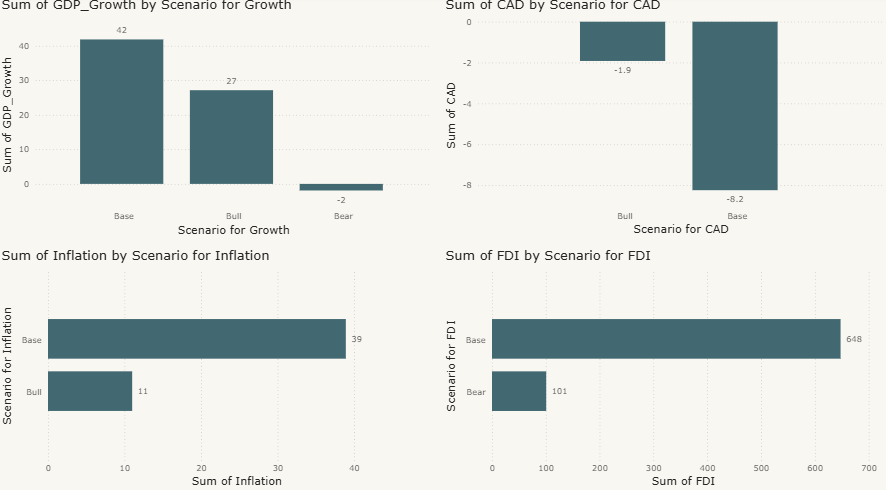 Sum of GDP_Growth by Scenario for Growth
Sum of GDP_Growth
40
30
20
10
0
42
27
-2
Base
Bull
Bear
Scenario for Growth
Sum of CAD by Scenario for CAD
Sum of CAD
0
-2
-4
-6
-8
-1.9
-8.2
Bull
Base
Scenario for CAD
Sum of Inflation by Scenario for Inflation
Scenario for Inflation
Base
39
Bull
11
0
10
20
30
40
Sum of Inflation
Sum of FDI by Scenario for FDI
Scenario for FDI
Base
648
Bear
101
0
100
200
300
400
500
600
700
Sum of FDI